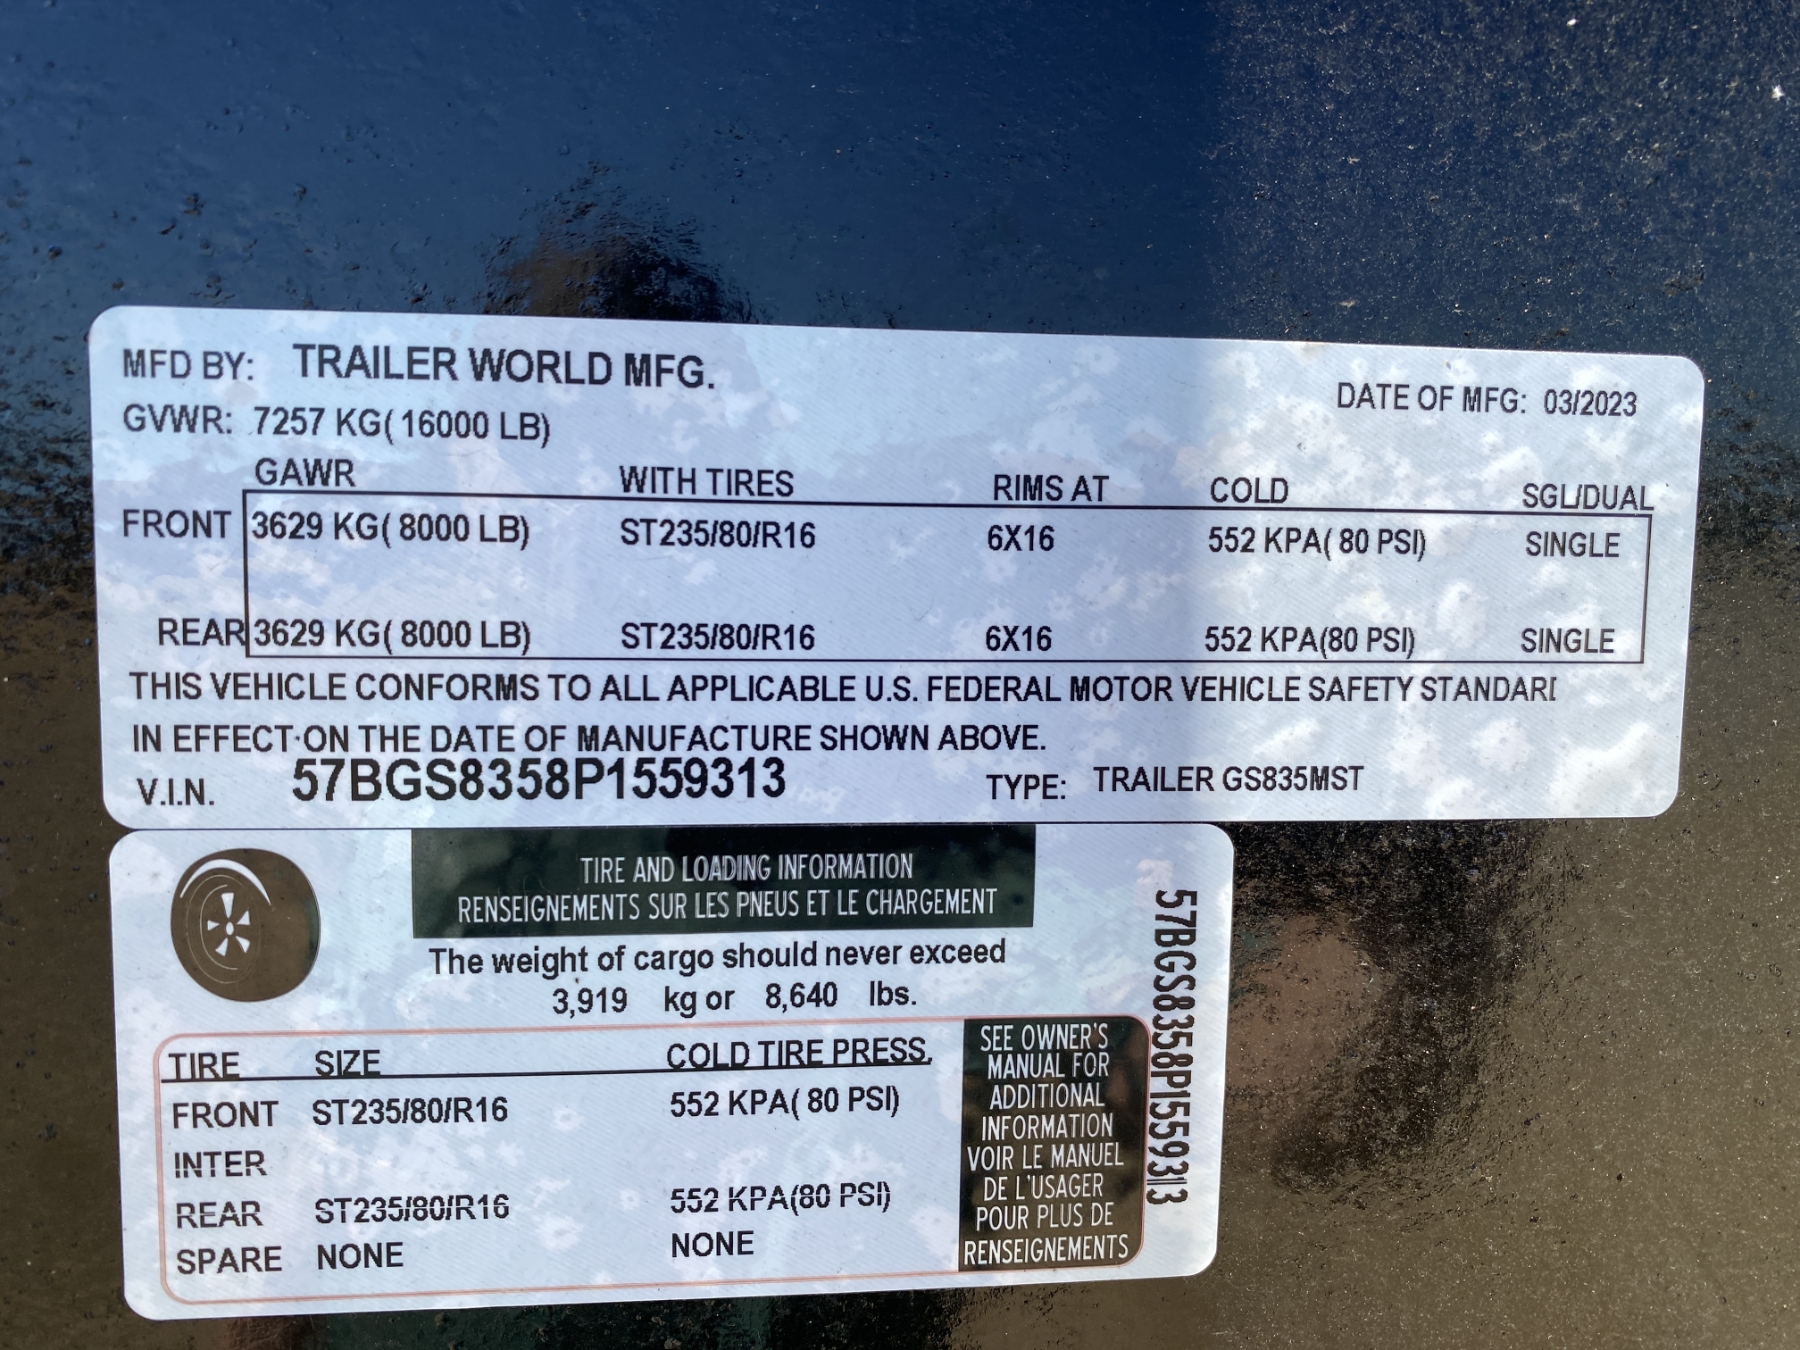 MFD BY: TRAILER WORLD MFG.
DATE OF MFG: 03/2023
GVWR: 7257 KG( 16000 LB)
GAWR WITH TIRES RIMS AT COLD SGL/DUAL
FRONT 3629 KG( 8000 LB) ST235/80/R16 6X16 552 KPA( 80 PSI) SINGLE
REAR 3629 KG( 8000 LB) ST235/80/R16 6X16 552 KPA(80 PSI) SINGLE
THIS VEHICLE CONFORMS TO ALL APPLICABLE U.S. FEDERAL MOTOR VEHICLE SAFETY STANDARD
IN EFFECT ON THE DATE OF MANUFACTURE SHOWN ABOVE.
V.I.N. 57BGS8358P1559313 TYPE: TRAILER GS835MST
TIRE AND LOADING INFORMATION
RENSEIGNEMENTS SUR LES PNEUS ET LE CHARGEMENT
The weight of cargo should never exceed
3,919 kg or 8,640 lbs.
TIRE SIZE COLD TIRE PRESS.
FRONT ST235/80/R16 552 KPA( 80 PSI)
INTER
REAR ST235/80/R16 552 KPA(80 PSI)
SPARE NONE NONE
SEE OWNER'S
MANUAL FOR
ADDITIONAL
INFORMATION
VOIR LE MANUEL
DE L'USAGER
POUR PLUS DE
RENSEIGNEMENTS
57BGS8358P1559313